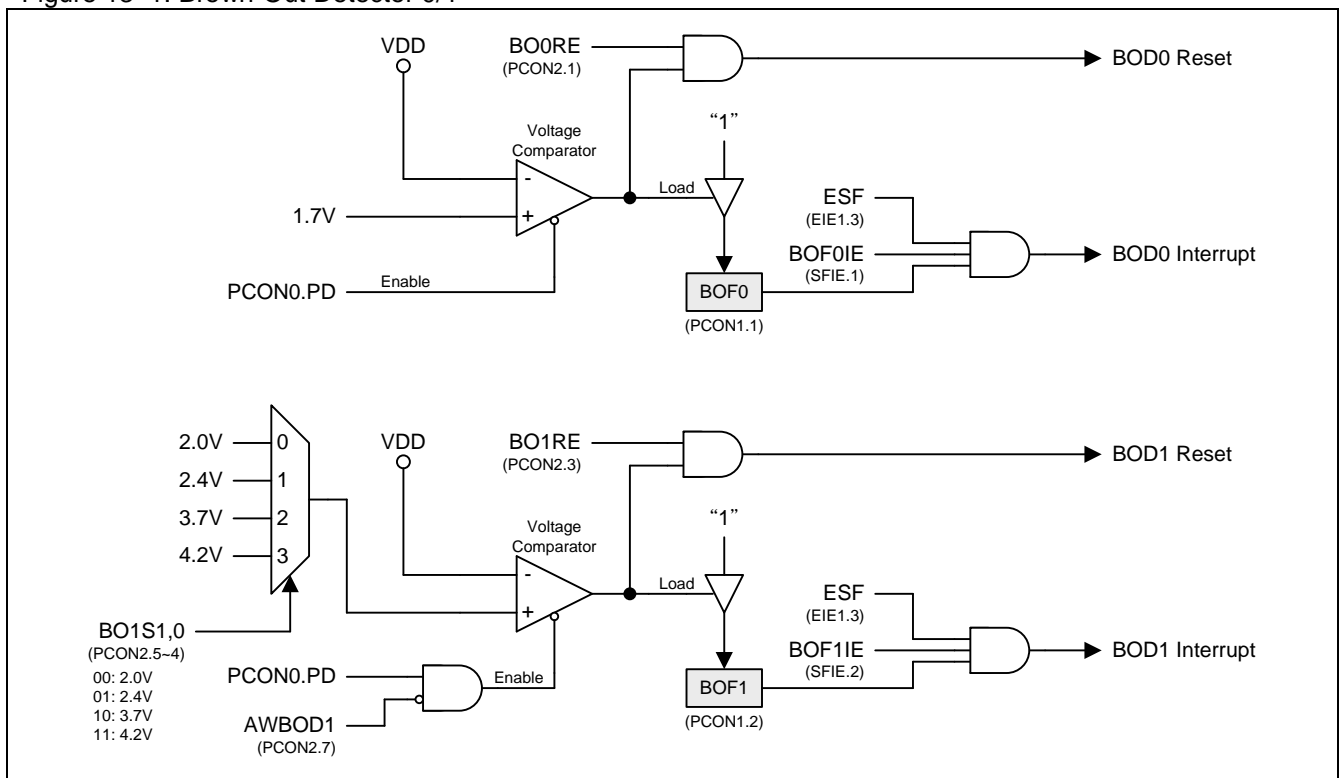 VDD
BO0RE
(PCON2.1)
BOD0 Reset
"1"
Voltage
Comparator
-
Load
1.7V
+
ESF
(EIE1.3)
BOF0IE
(SFIE.1)
BOD0 Interrupt
PCON0.PD
Enable
BOF0
(PCON1.1)
2.0V
0
2.4V
1
3.7V
2
4.2V
3
VDD
BO1RE
(PCON2.3)
BOD1 Reset
"1"
Voltage
Comparator
-
Load
+
BO1S1,0
(PCON2.5~4)
00: 2.0V
01: 2.4V
10: 3.7V
11: 4.2V
PCON0.PD
Enable
AWBOD1
(PCON2.7)
ESF
(EIE1.3)
BOF1IE
(SFIE.2)
BOD1 Interrupt
BOF1
(PCON1.2)